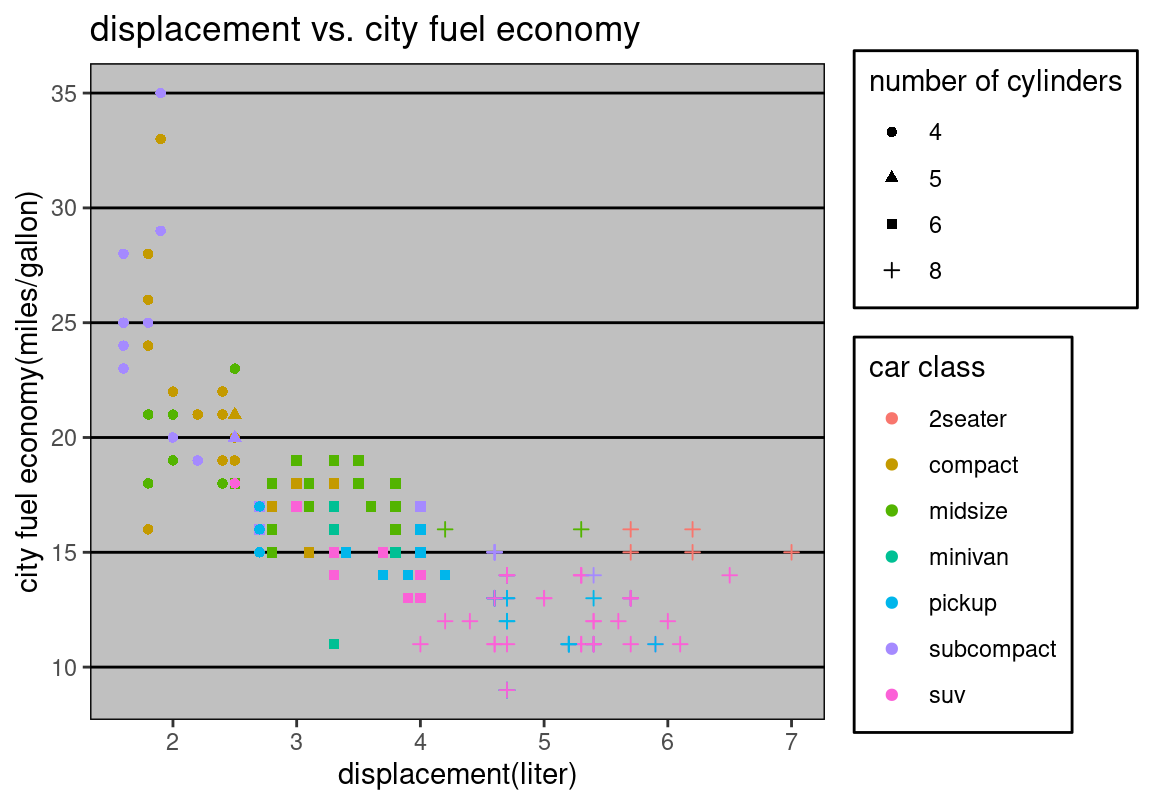 displacement vs. city fuel economy
city fuel economy(miles/gallon)
35
30
25
20
15
10
2
3
4
5
6
7
displacement(liter)
number of cylinders
4
5
6
8
car class
2seater
compact
midsize
minivan
pickup
subcompact
suv